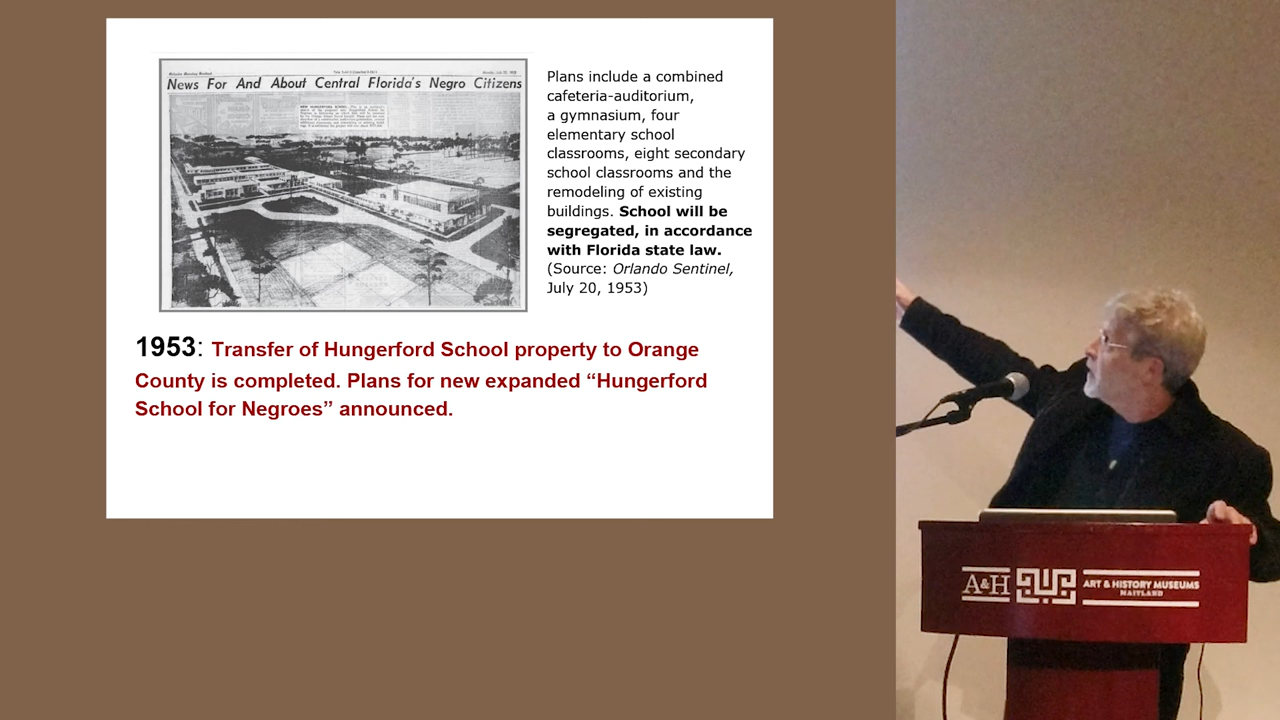 News For And About Central Florida's Negro Citizens
Plans include a combined
cafeteria-auditorium,
a gymnasium, four
elementary school
classrooms, eight secondary
school classrooms and the
remodeling of existing
buildings. School will be
segregated, in accordance
with Florida state law.
(Source: Orlando Sentinel,
July 20, 1953)
1953: Transfer of Hungerford School property to Orange
County is completed. Plans for new expanded “Hungerford
School for Negroes” announced.
A&H
ART & HISTORY MUSEUMS
MAITLAND